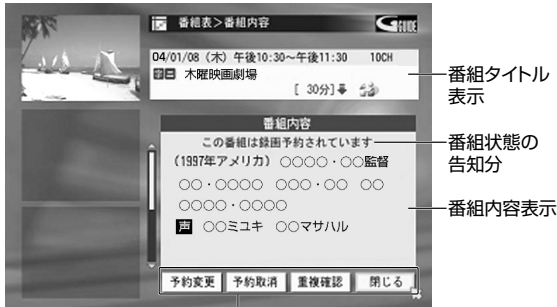 番組表>番組内容
GGUIDE
04/01/08 (木) 午後10:30~午後11:30 10CH
木曜映画劇場
[ 30分]
番組タイトル
表示
番組内容
この番組は録画予約されています
番組状態の
告知分
(1997年アメリカ) ○○○○・○○監督
○○・○○○○ ○○○・○○ ○○
○○○○・○○○○
番組内容表示
声 ○○ミユキ ○○マサハル
予約変更 予約取消 重複確認 閉じる